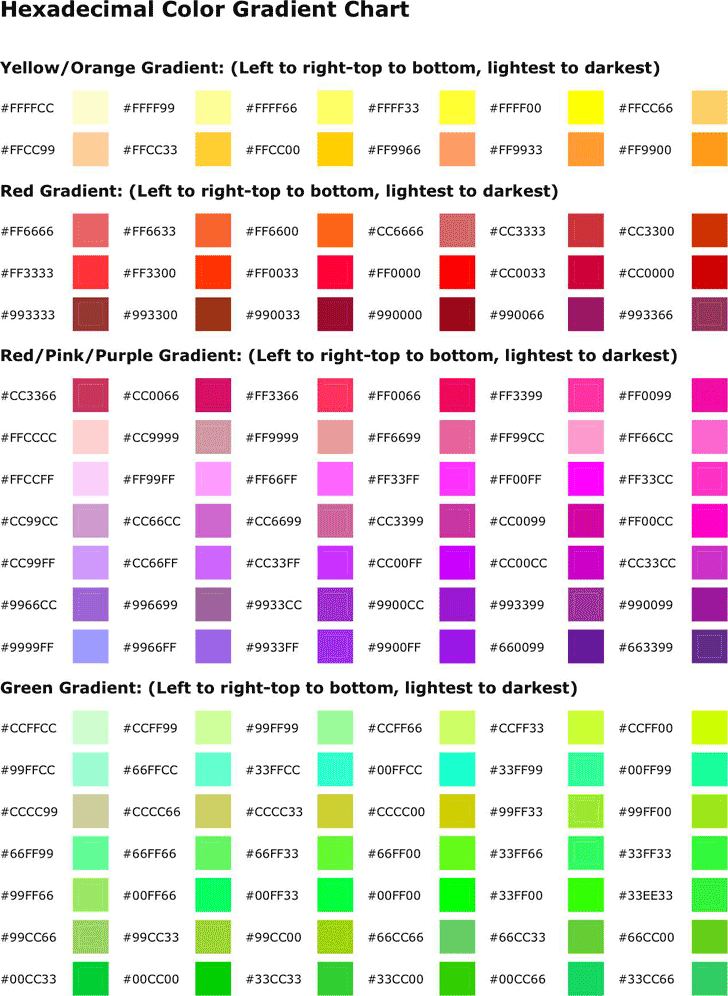 Hexadecimal Color Gradient Chart
Yellow/Orange Gradient: (Left to right-top to bottom, lightest to darkest)
#FFFFCC #FFFF99 #FFFF66 #FFFF33 #FFFF00 #FFCC66
#FFCC99 #FFCC33 #FFCC00 #FF9966 #FF9933 #FF9900
Red Gradient: (Left to right-top to bottom, lightest to darkest)
#FF6666 #FF6633 #FF6600 #CC6666 #CC3333 #CC3300
#FF3333 #FF3300 #FF0033 #FF0000 #CC0033 #CC0000
#993333 #993300 #990033 #990000 #990066 #993366
Red/Pink/Purple Gradient: (Left to right-top to bottom, lightest to darkest)
#CC3366 #CC0066 #FF3366 #FF0066 #FF3399 #FF0099
#FFCCCC #CC9999 #FF9999 #FF6699 #FF99CC #FF66CC
#FFCCFF #FF99FF #FF66FF #FF33FF #FF00FF #FF33CC
#CC99CC #CC66CC #CC6699 #CC3399 #CC0099 #FF00CC
#CC99FF #CC66FF #CC33FF #CC00FF #CC00CC #CC33CC
#9966CC #996699 #9933CC #9900CC #993399 #990099
#9999FF #9966FF #9933FF #9900FF #660099 #663399
Green Gradient: (Left to right-top to bottom, lightest to darkest)
#CCFFCC #CCFF99 #99FF99 #CCFF66 #CCFF33 #CCFF00
#99FFCC #66FFCC #33FFCC #00FFCC #33FF99 #00FF99
#CCCC99 #CCCC66 #CCCC33 #CCCC00 #99FF33 #99FF00
#66FF99 #66FF66 #66FF33 #66FF00 #33FF66 #33FF33
#99FF66 #00FF66 #00FF33 #00FF00 #33FF00 #33EE33
#99CC66 #99CC33 #99CC00 #66CC66 #66CC33 #66CC00
#00CC33 #00CC00 #33CC33 #33CC00 #00CC66 #33CC66